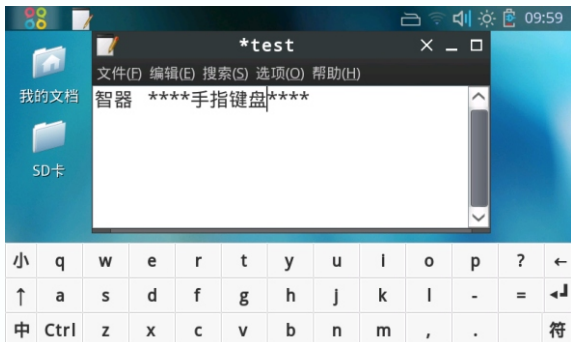 09:59
*test
文件(F) 编辑(E) 搜索(S) 选项(O) 帮助(H)
我的文档
智器 ****手指键盘****
SD卡
小 q w e r t y u i o p ? ←
↑ a s d f g h j k l - = ↲
中 Ctrl z x c v b n m , . 符